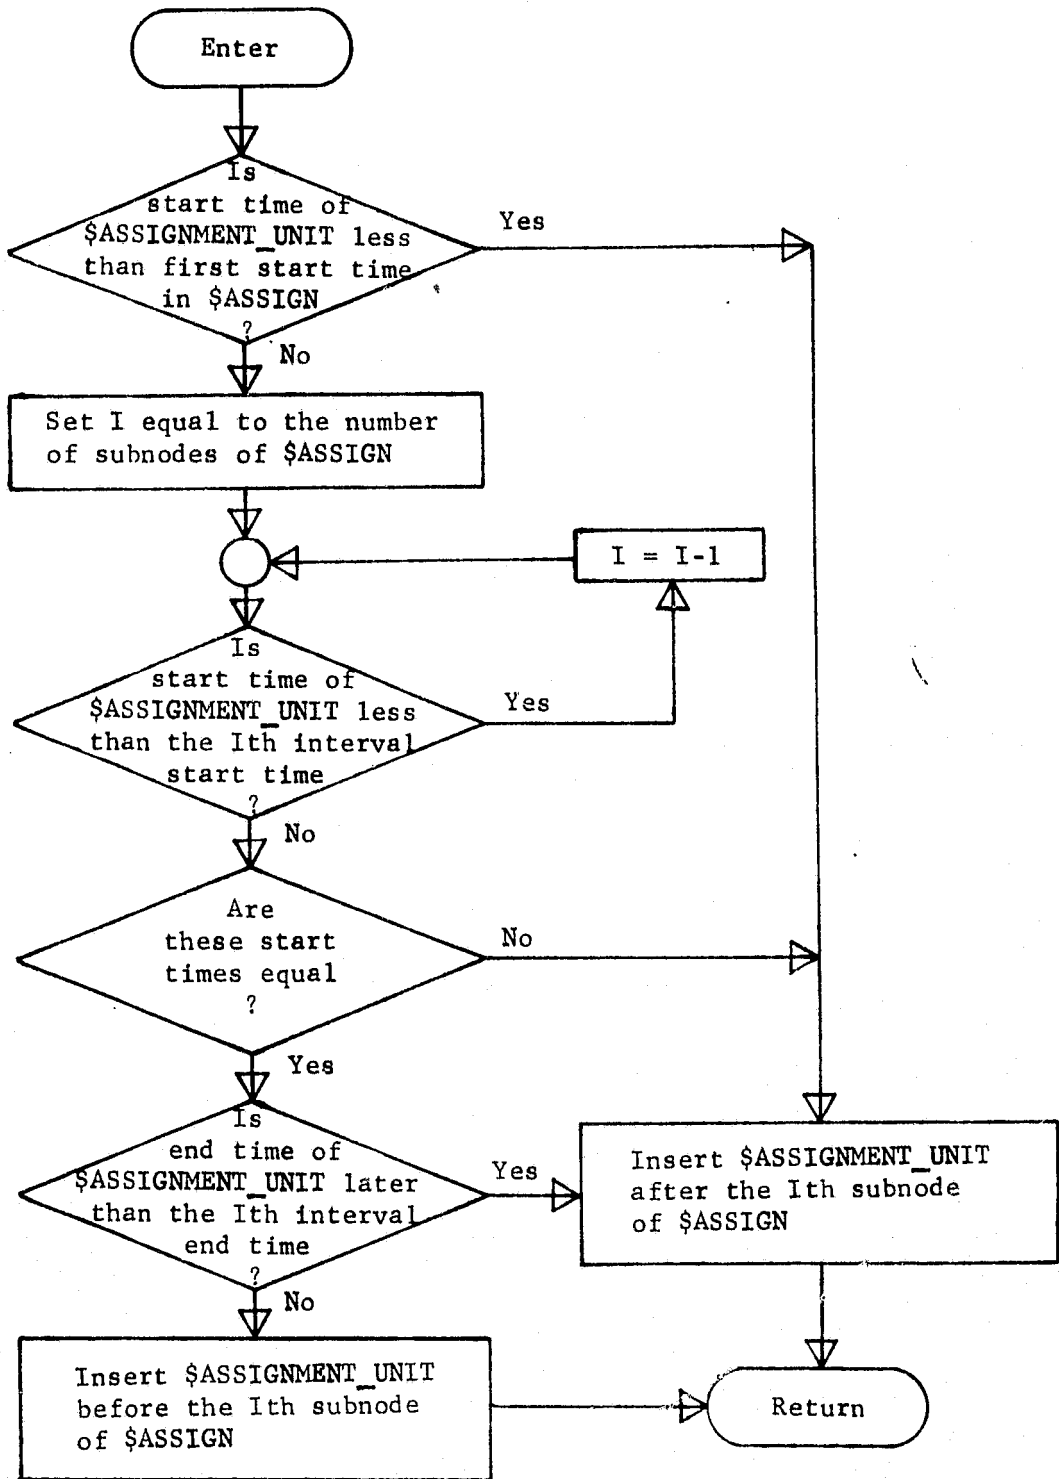 Enter
Is
start time of
$ASSIGNMENT_UNIT less
than first start time
in $ASSIGN
?
Yes
No
Set I equal to the number
of subnodes of $ASSIGN
I = I-1
Is
start time of
$ASSIGNMENT_UNIT less
than the Ith interval
start time
?
Yes
No
Are
these start
times equal
?
No
Yes
Is
end time of
$ASSIGNMENT_UNIT later
than the Ith interval
end time
?
Yes
No
Insert $ASSIGNMENT_UNIT
after the Ith subnode
of $ASSIGN
Insert $ASSIGNMENT_UNIT
before the Ith subnode
of $ASSIGN
Return